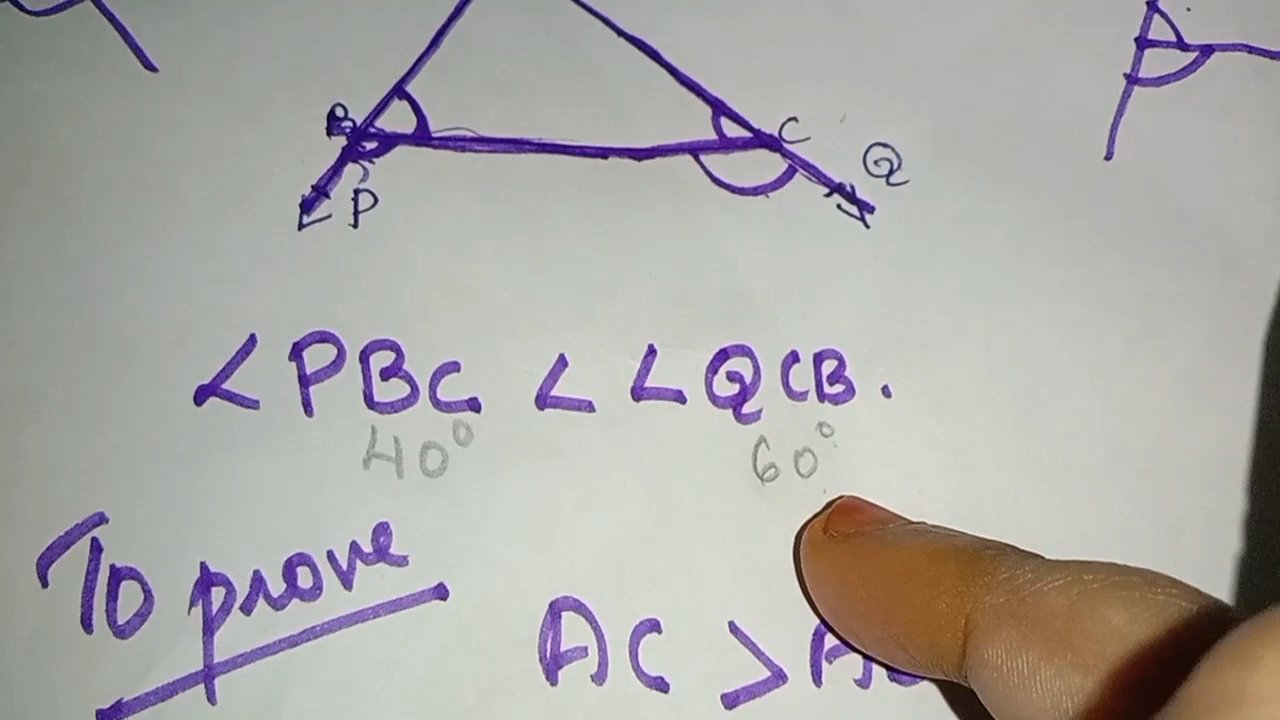 B C
P Q
<PBC < <QCB.
40° 60°
To prove
AC > A